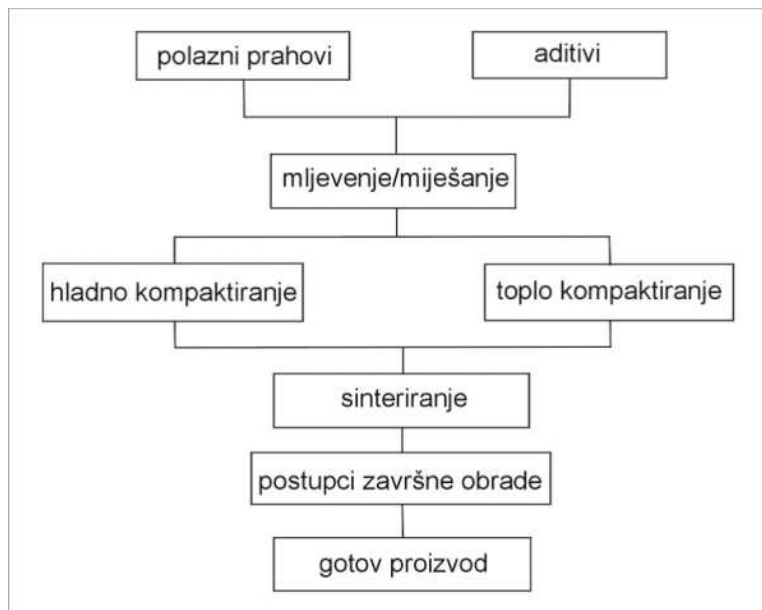 polazni prahovi
aditivi
mljevenje/miješanje
hladno kompaktiranje
toplo kompaktiranje
sinteriranje
postupci završne obrade
gotov proizvod